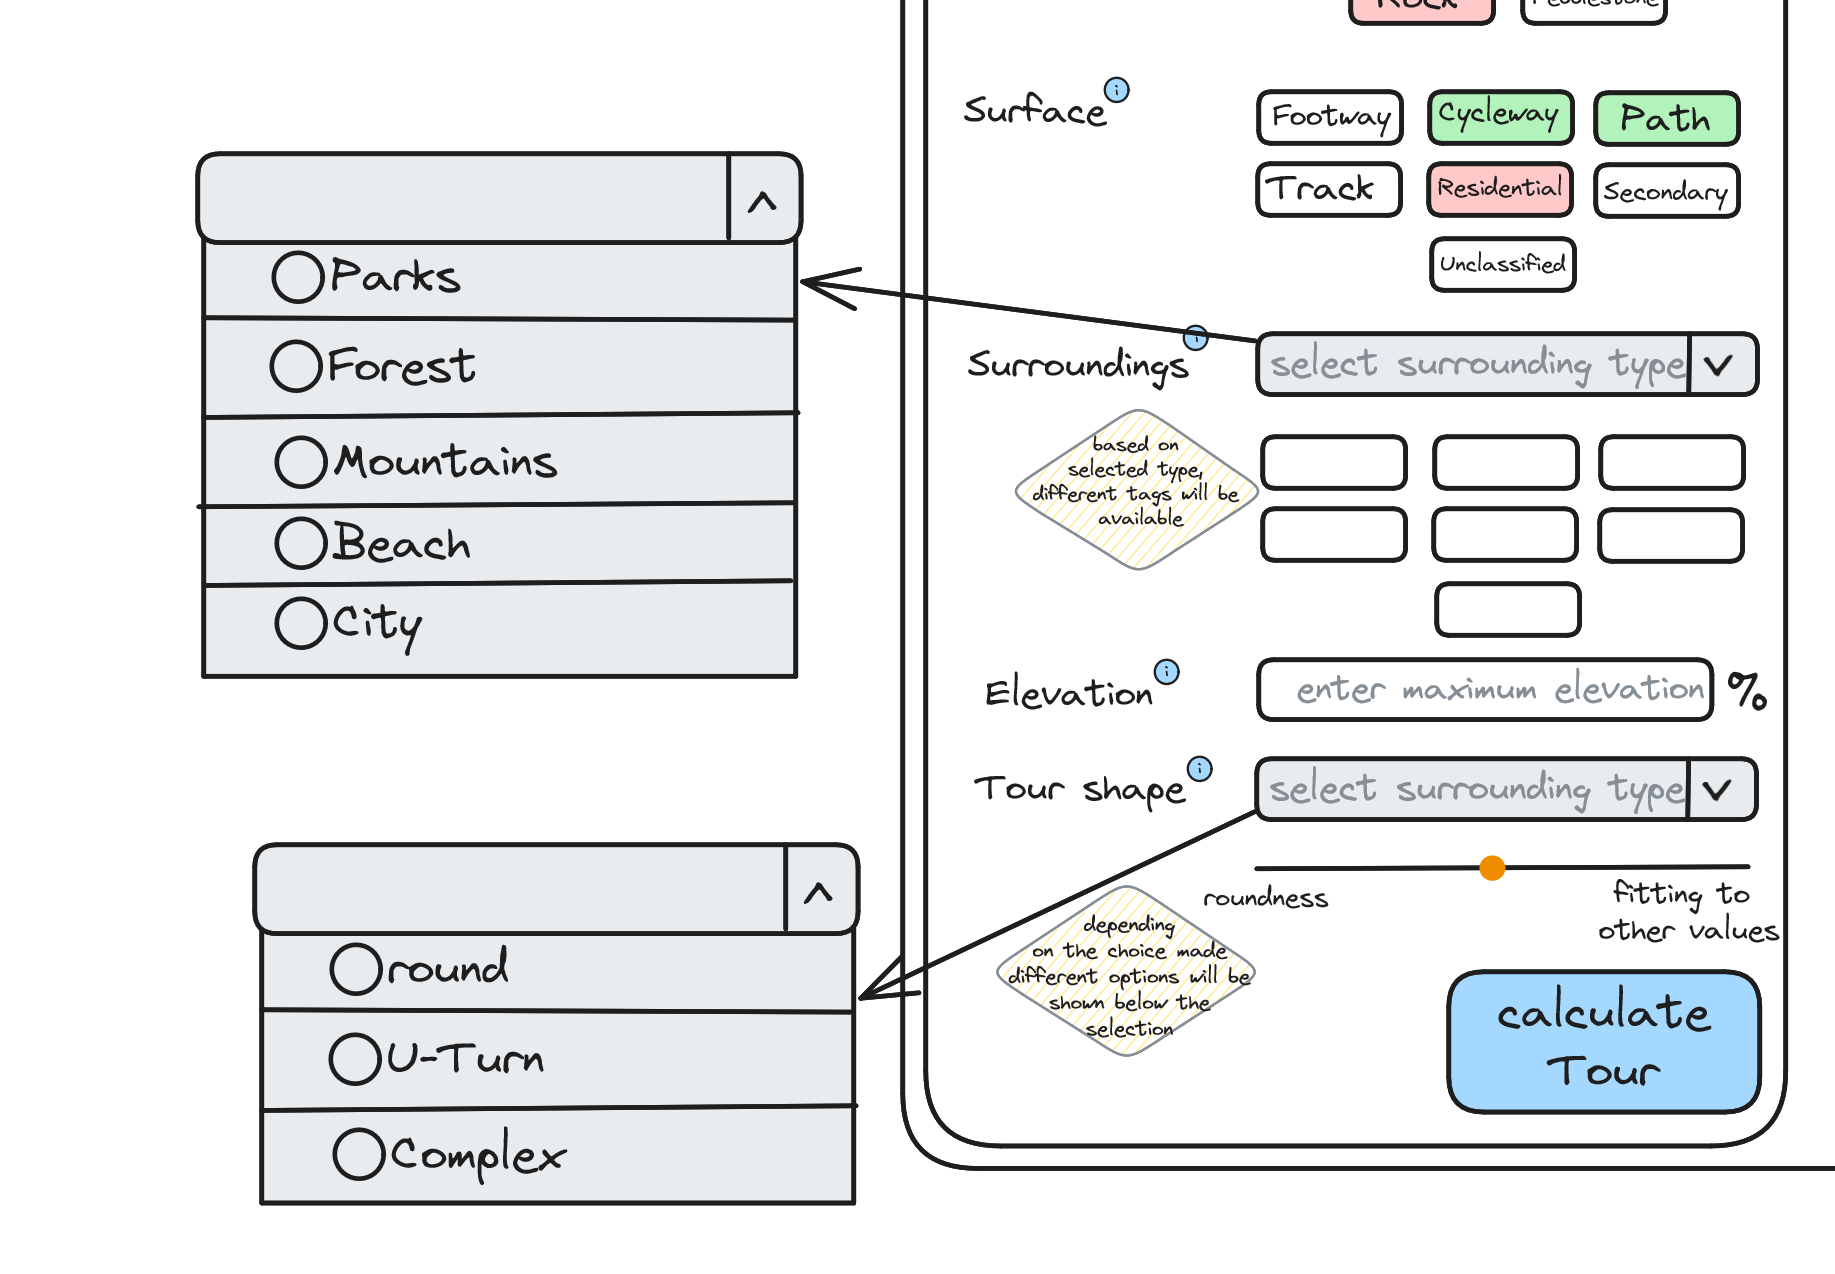 Rock
Pebblestone
Surface
i
Footway
Cycleway
Path
Track
Residential
Secondary
Unclassified
Parks
Forest
Mountains
Beach
City
Surroundings
i
select surrounding type
based on
selected type,
different tags will be
available
Elevation
i
enter maximum elevation
%
Tour shape
i
select surrounding type
roundness
fitting to
other values
depending
on the choice made
different options will be
shown below the
selection
round
U-Turn
Complex
calculate
Tour